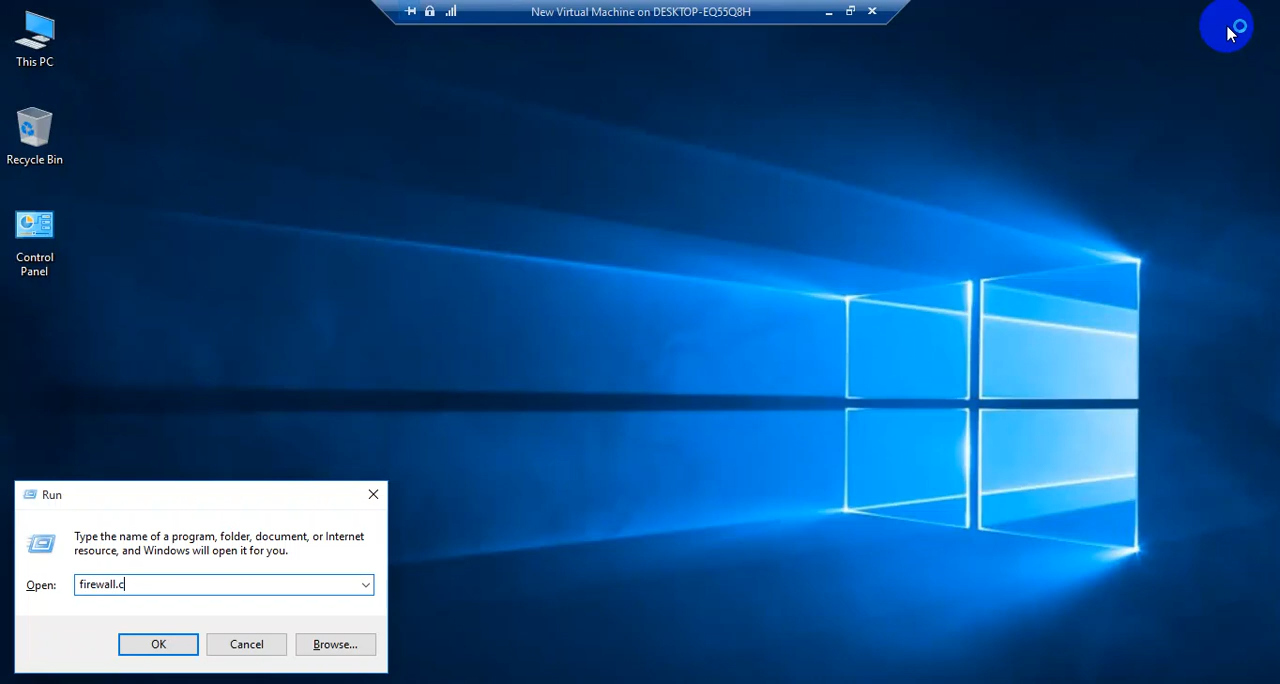 New Virtual Machine on DESKTOP-EQ55Q8H
This PC
Recycle Bin
Control
Panel
Run
Type the name of a program, folder, document, or Internet
resource, and Windows will open it for you.
Open:
firewall.c
OK
Cancel
Browse...